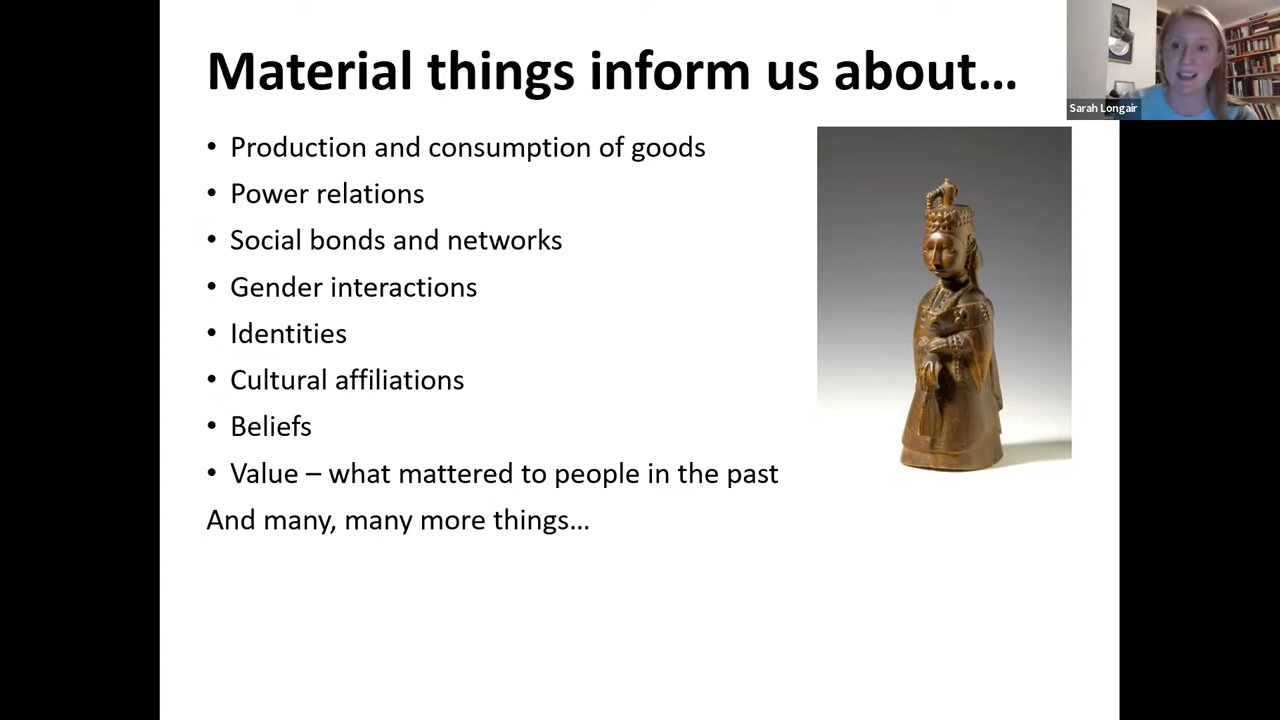 Material things inform us about…
Sarah Longair
• Production and consumption of goods
• Power relations
• Social bonds and networks
• Gender interactions
• Identities
• Cultural affiliations
• Beliefs
• Value – what mattered to people in the past
And many, many more things…